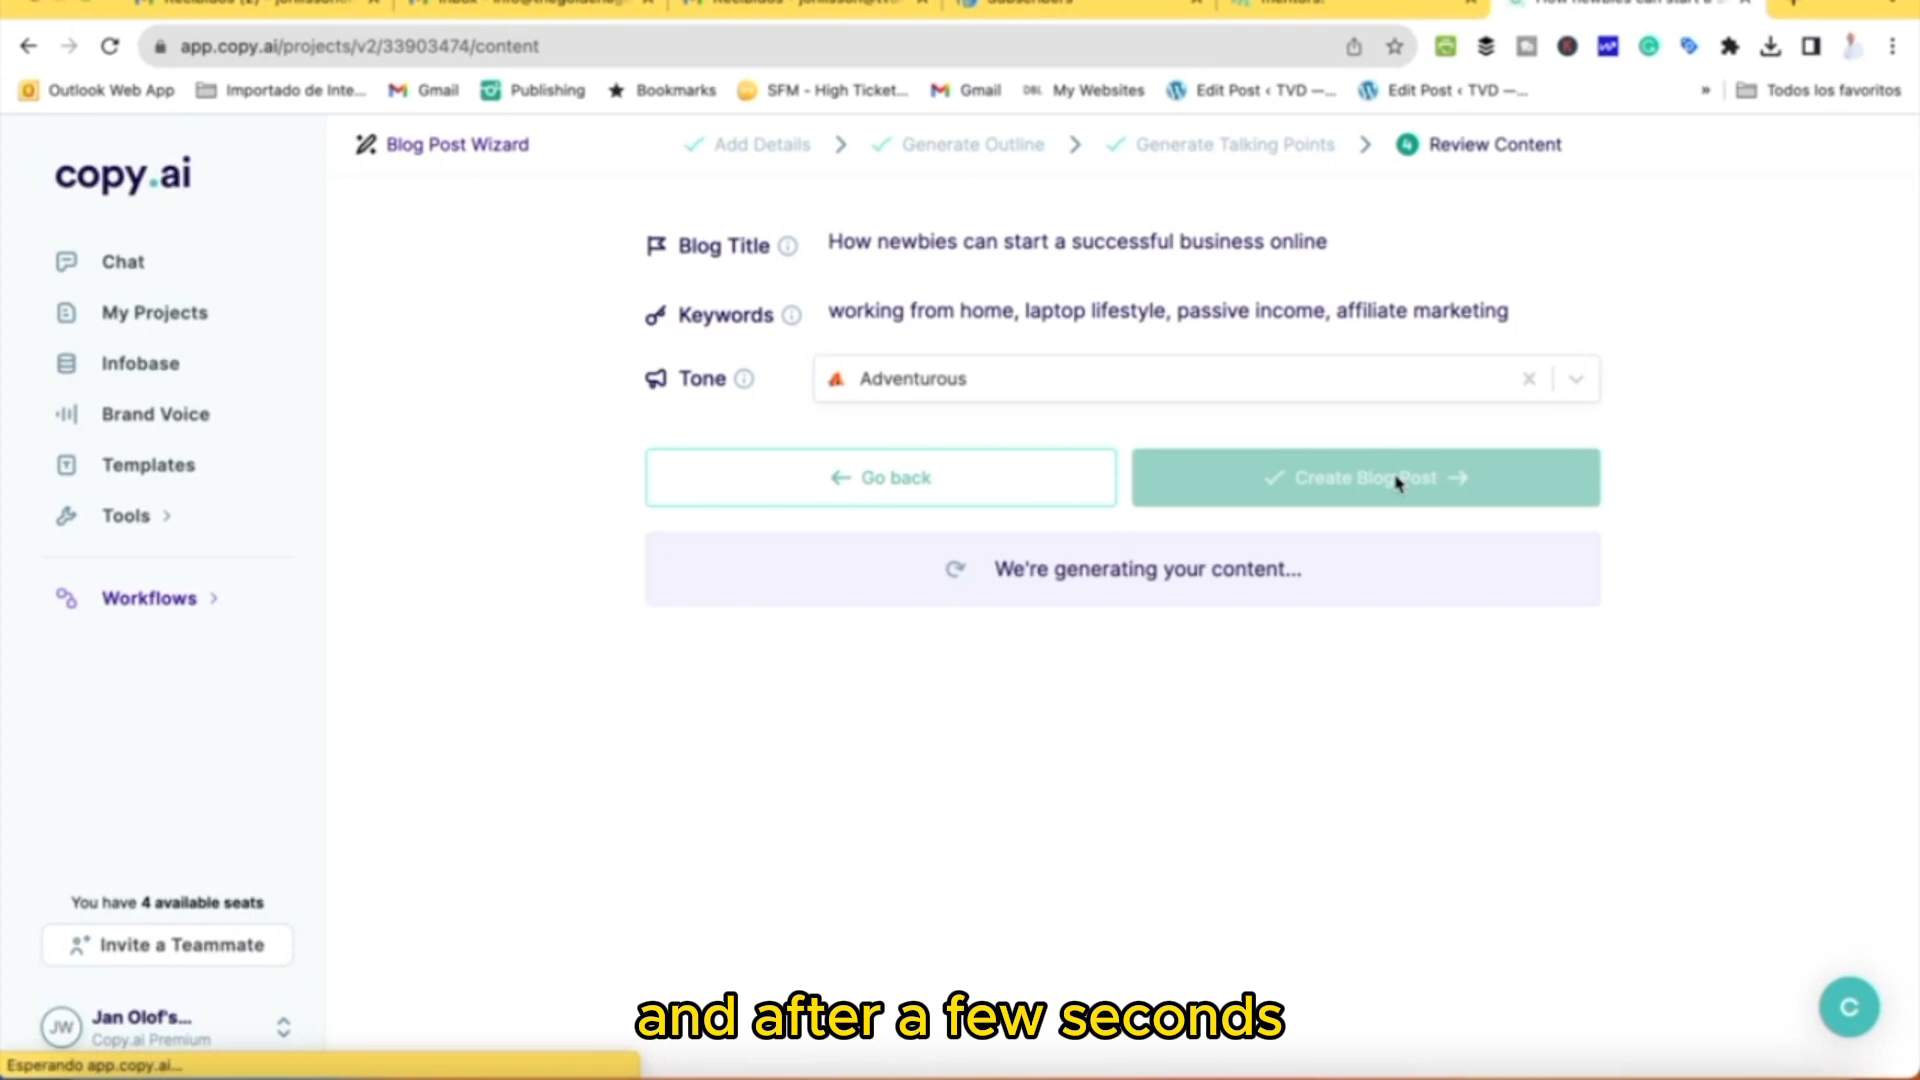 app.copy.ai/projects/v2/33903474/content
Outlook Web App
Importado de Inte...
Gmail
Publishing
Bookmarks
SFM - High Ticket...
Gmail
DBL My Websites
Edit Post ‹ TVD —...
Edit Post ‹ TVD —...
»
Todos los favoritos
copy.ai
Blog Post Wizard
Add Details
Generate Outline
Generate Talking Points
4 Review Content
Chat
My Projects
Infobase
Brand Voice
Templates
Tools
Workflows
Blog Title
How newbies can start a successful business online
Keywords
working from home, laptop lifestyle, passive income, affiliate marketing
Tone
Adventurous
Go back
Create Blog Post
We're generating your content...
You have 4 available seats
Invite a Teammate
JW
Jan Olof's...
Copy.ai Premium
C
and after a few seconds
Esperando app.copy.ai...